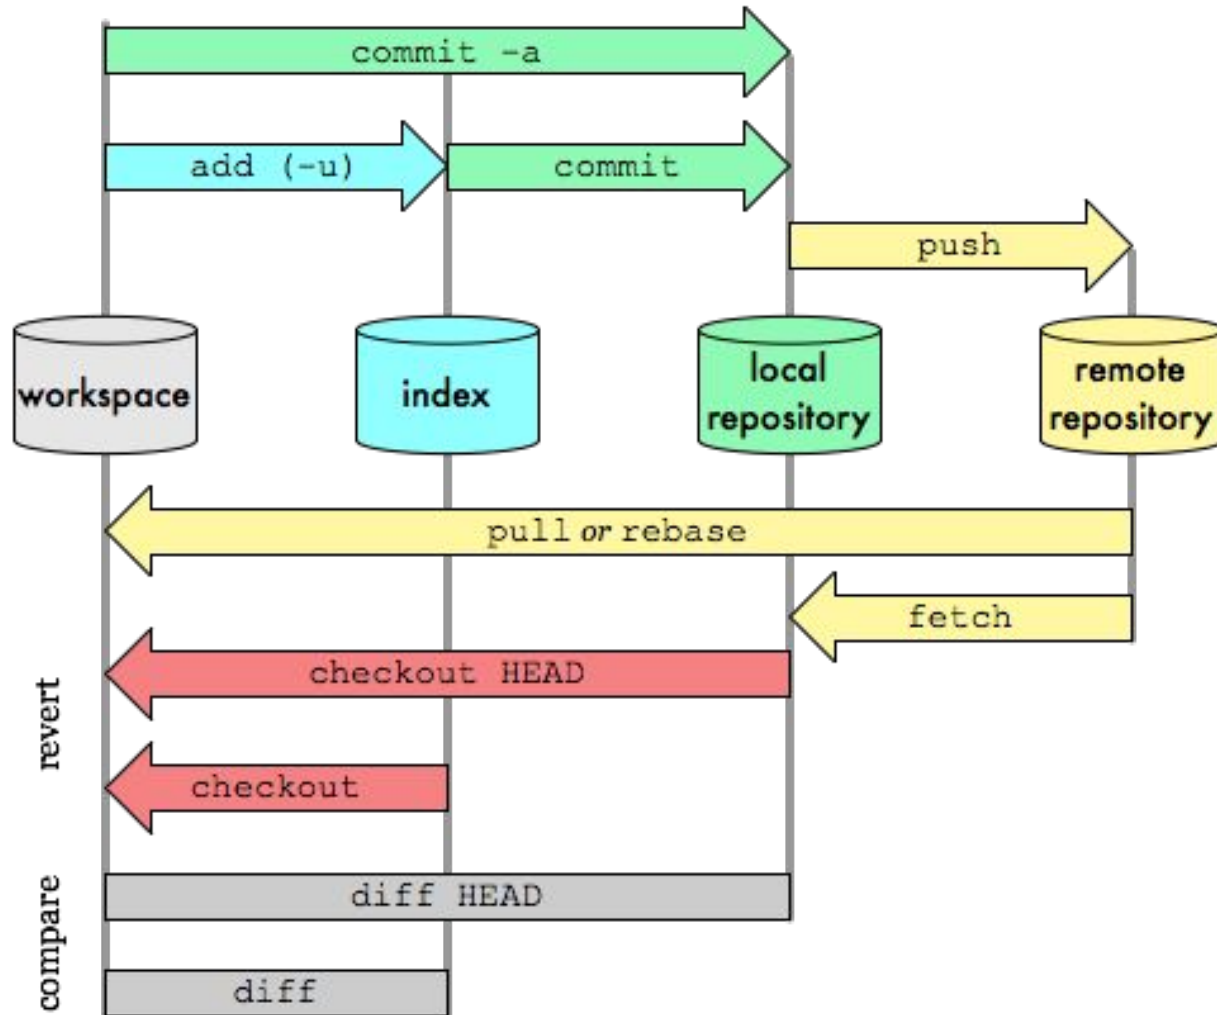 commit -a
add (-u)
commit
push
workspace
index
local
repository
remote
repository
pull or rebase
fetch
checkout HEAD
revert
checkout
diff HEAD
compare
diff